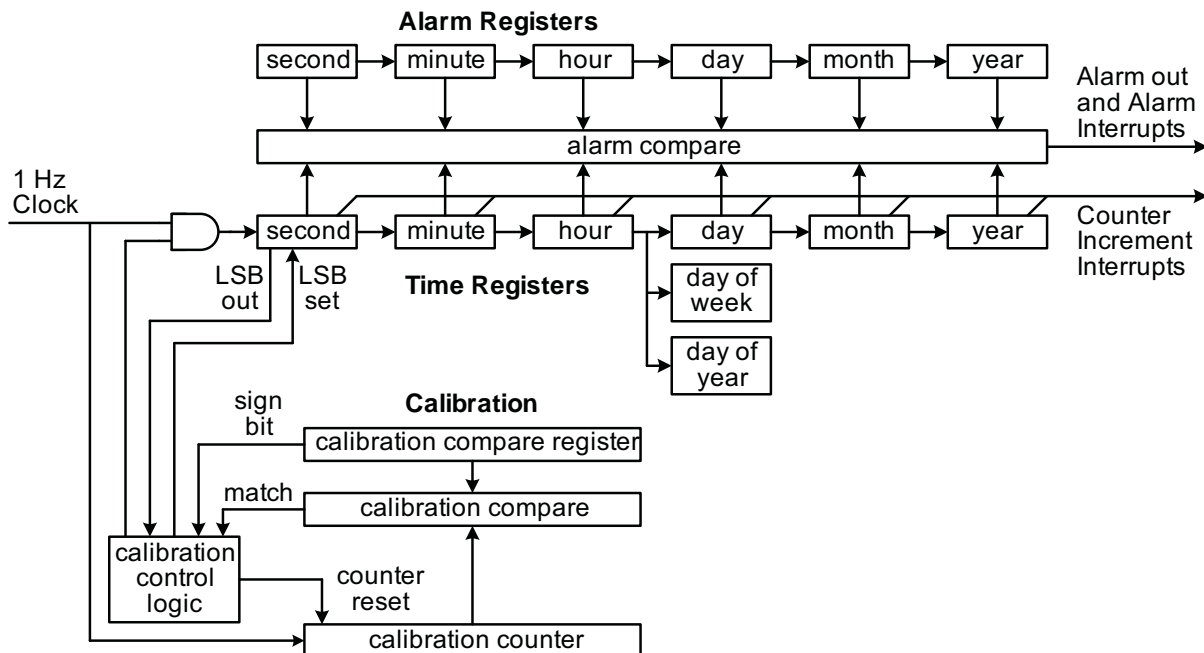 Alarm Registers
second
minute
hour
day
month
year
Alarm out
and Alarm
Interrupts
alarm compare
1 Hz
Clock
second
minute
hour
day
month
year
Counter
Increment
Interrupts
LSB
out
LSB
set
Time Registers
day of
week
day of
year
sign
bit
Calibration
calibration compare register
match
calibration compare
calibration
control
logic
counter
reset
calibration counter